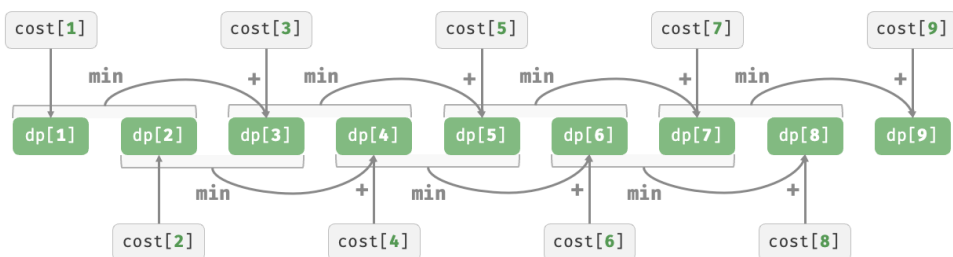 cost[1] cost[3] cost[5] cost[7] cost[9]
min + min + min + min +
dp[1] dp[2] dp[3] dp[4] dp[5] dp[6] dp[7] dp[8] dp[9]
min + min + min +
cost[2] cost[4] cost[6] cost[8]